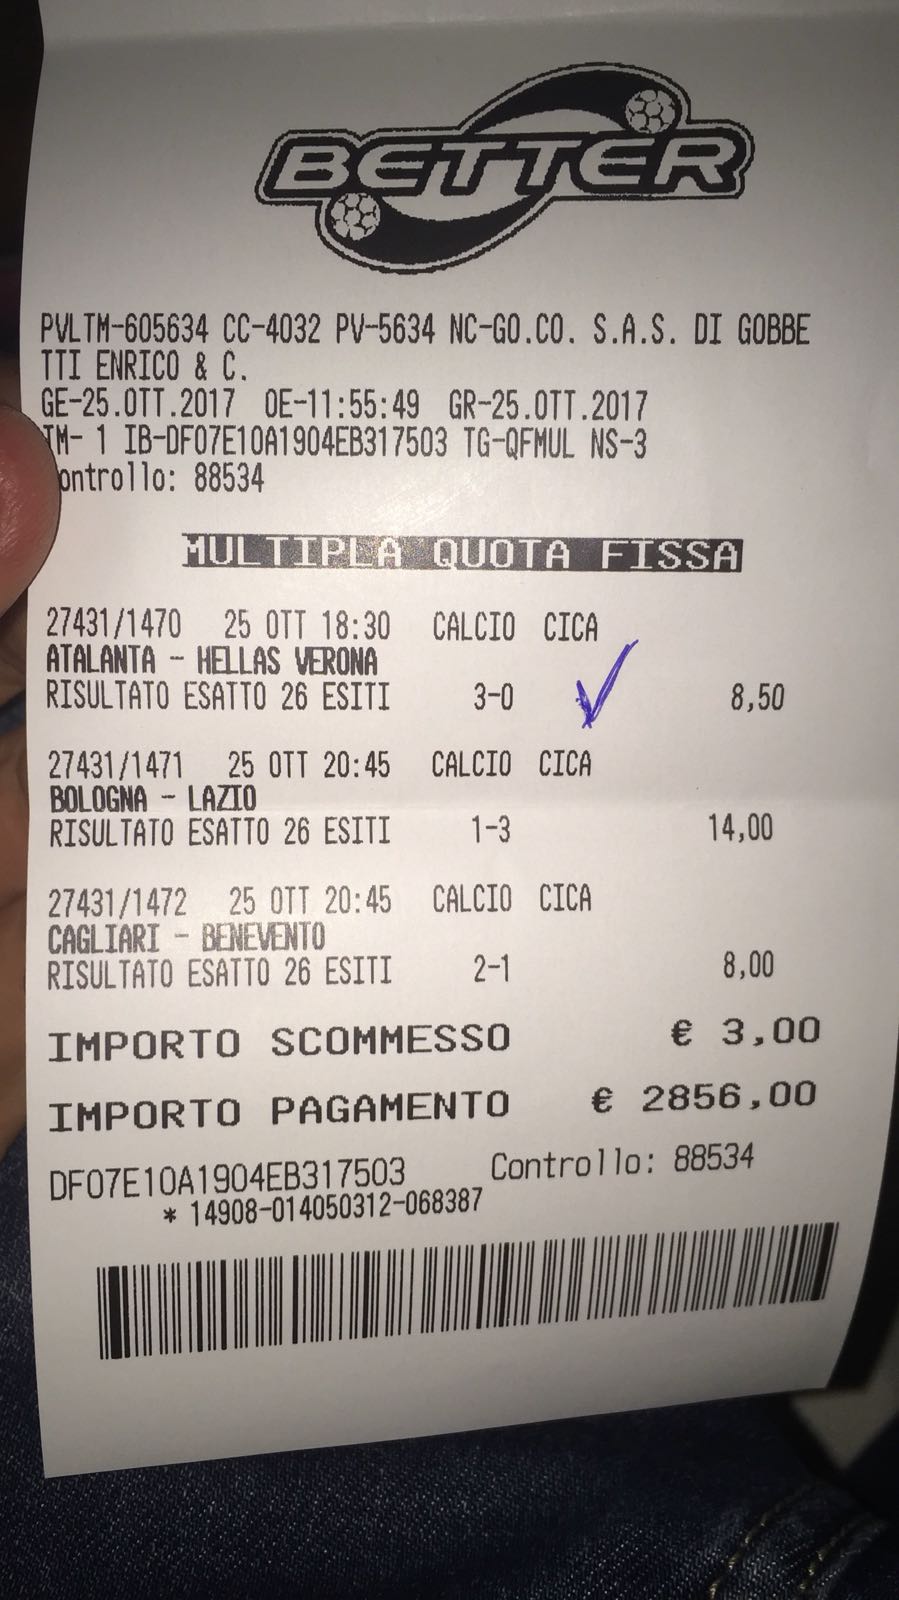 BETTER
PVLTM-605634 CC-4032 PV-5634 NC-GO.CO. S.A.S. DI GOBBE
TTI ENRICO & C.
GE-25.OTT.2017 OE-11:55:49 GR-25.OTT.2017
TM- 1 IB-DF07E10A1904EB317503 TG-QFMUL NS-3
ontrollo: 88534
MULTIPLA QUOTA FISSA
27431/1470 25 OTT 18:30 CALCIO CICA
ATALANTA - HELLAS VERONA
RISULTATO ESATTO 26 ESITI 3-0 8,50
27431/1471 25 OTT 20:45 CALCIO CICA
BOLOGNA - LAZIO
RISULTATO ESATTO 26 ESITI 1-3 14,00
27431/1472 25 OTT 20:45 CALCIO CICA
CAGLIARI - BENEVENTO
RISULTATO ESATTO 26 ESITI 2-1 8,00
IMPORTO SCOMMESSO € 3,00
IMPORTO PAGAMENTO € 2856,00
DF07E10A1904EB317503 Controllo: 88534
* 14908-014050312-068387